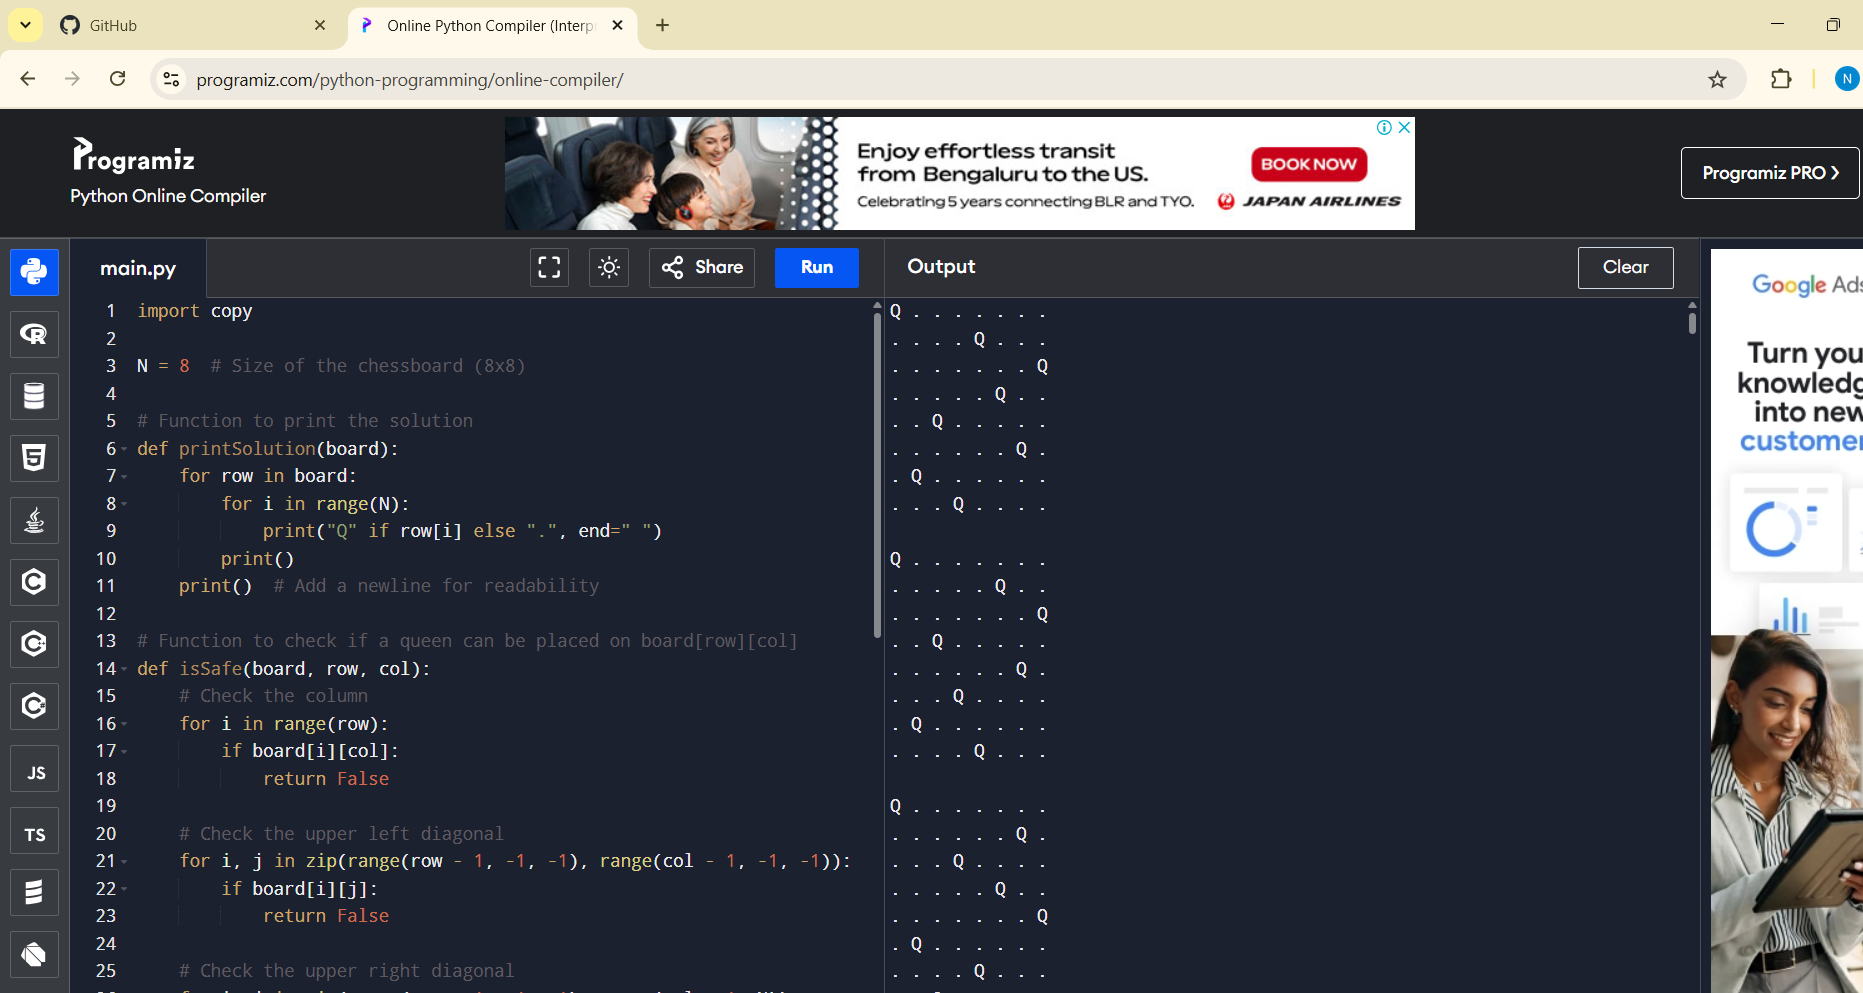 GitHub
Online Python Compiler (Interp
programiz.com/python-programming/online-compiler/
N
Programiz
Python Online Compiler
Enjoy effortless transit
from Bengaluru to the US.
Celebrating 5 years connecting BLR and TYO.
BOOK NOW
JAPAN AIRLINES
Programiz PRO ❯
main.py
Share
Run
Output
Clear
JS
TS
1 import copy
2
3 N = 8  # Size of the chessboard (8x8)
4
5 # Function to print the solution
6 def printSolution(board):
7     for row in board:
8         for i in range(N):
9             print("Q" if row[i] else ".", end=" ")
10         print()
11     print()  # Add a newline for readability
12
13 # Function to check if a queen can be placed on board[row][col]
14 def isSafe(board, row, col):
15     # Check the column
16     for i in range(row):
17         if board[i][col]:
18             return False
19
20     # Check the upper left diagonal
21     for i, j in zip(range(row - 1, -1, -1), range(col - 1, -1, -1)):
22         if board[i][j]:
23             return False
24
25     # Check the upper right diagonal
Q . . . . . . .
. . . . Q . . .
. . . . . . . Q
. . . . . Q . .
. . Q . . . . .
. . . . . . Q .
. Q . . . . . .
. . . Q . . . .
Q . . . . . . .
. . . . . Q . .
. . . . . . . Q
. . Q . . . . .
. . . . . . Q .
. . . Q . . . .
. Q . . . . . .
. . . . Q . . .
Q . . . . . . .
. . . . . . Q .
. . . Q . . . .
. . . . . Q . .
. . . . . . . Q
. Q . . . . . .
. . . . Q . . .
Google Ads
Turn you
knowledg
into new
customer